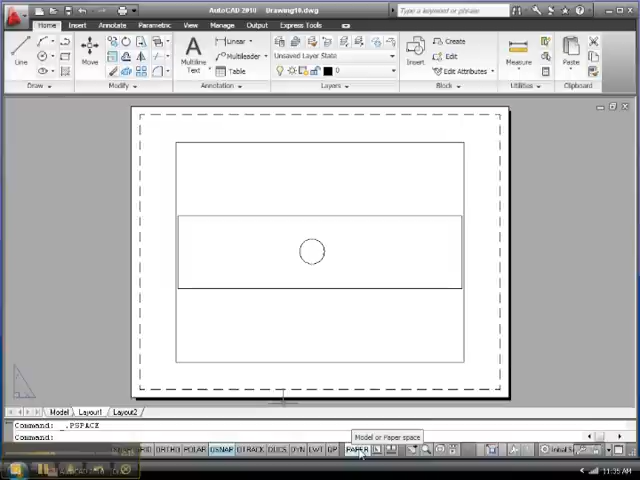 AutoCAD 2010 Drawing10.dwg
Type a keyword or phrase
Home Insert Annotate Parametric View Manage Output Express Tools
Line
Move
Multiline
Text
Linear
Multileader
Table
Unsaved Layer State
0
Insert
Create
Edit
Edit Attributes
Measure
Paste
Draw Modify Annotation Layers Block Utilities Clipboard
Model Layout1 Layout2
Command: _.PSPACE
Command:
Model or Paper space
ORTHO POLAR OSNAP OTRACK DUCS DYN LWT QP PAPER
11:35 AM